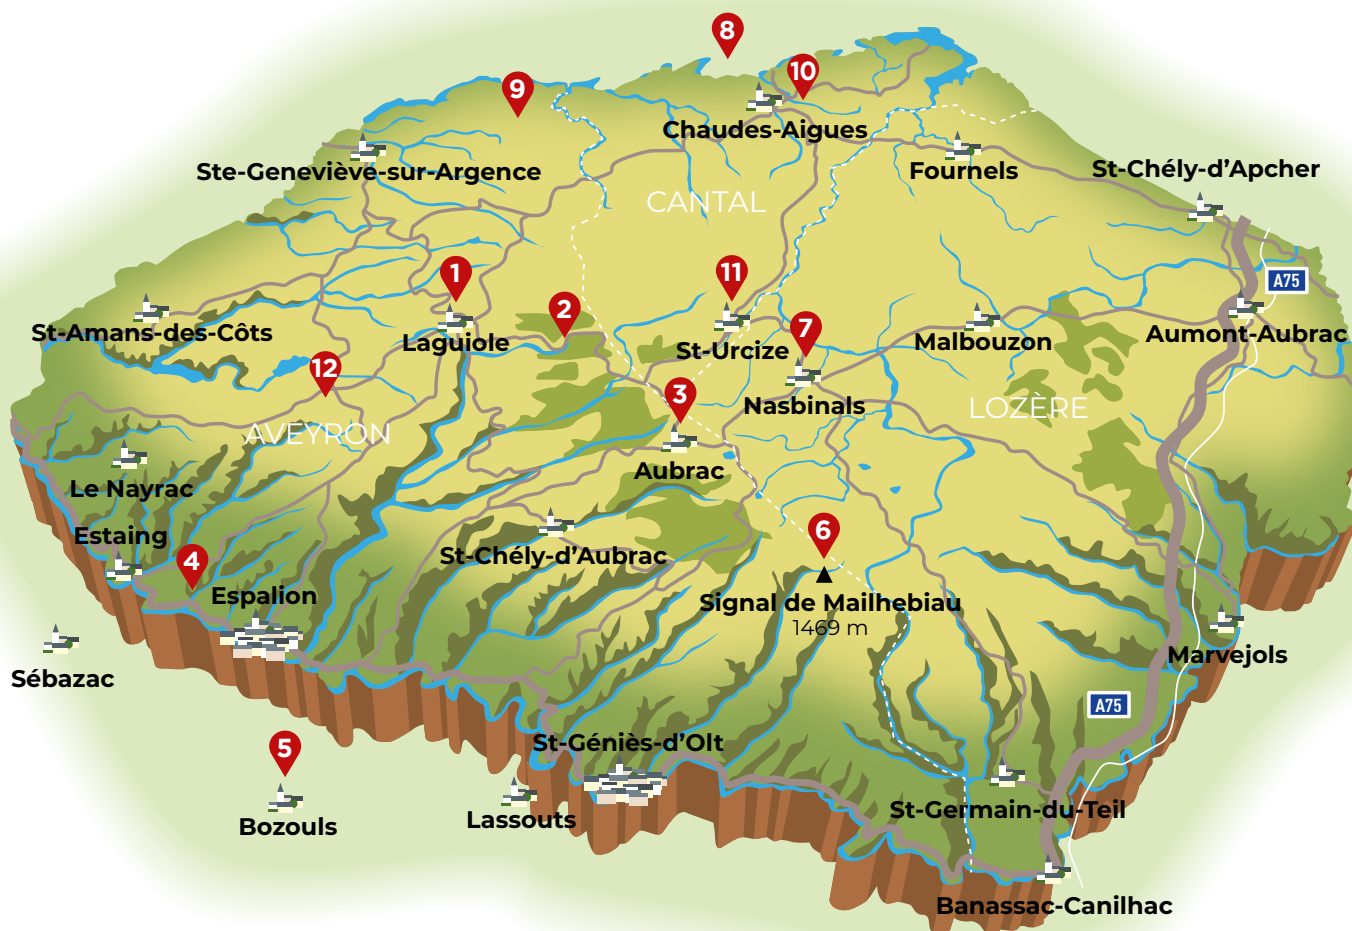 8
10
9
Chaudes-Aigues
Ste-Geneviève-sur-Argence
Fournels
St-Chély-d'Apcher
CANTAL
1
11
A75
2
7
St-Amans-des-Côts
Laguiole
St-Urcize
Malbouzon
Aumont-Aubrac
12
3
Nasbinals
LOZÈRE
AVEYRON
Aubrac
Le Nayrac
Estaing
6
4
St-Chély-d'Aubrac
Espalion
Signal de Mailhebiau
1469 m
Sébazac
Marvejols
A75
5
St-Géniès-d'Olt
Bozouls
Lassouts
St-Germain-du-Teil
Banassac-Canilhac